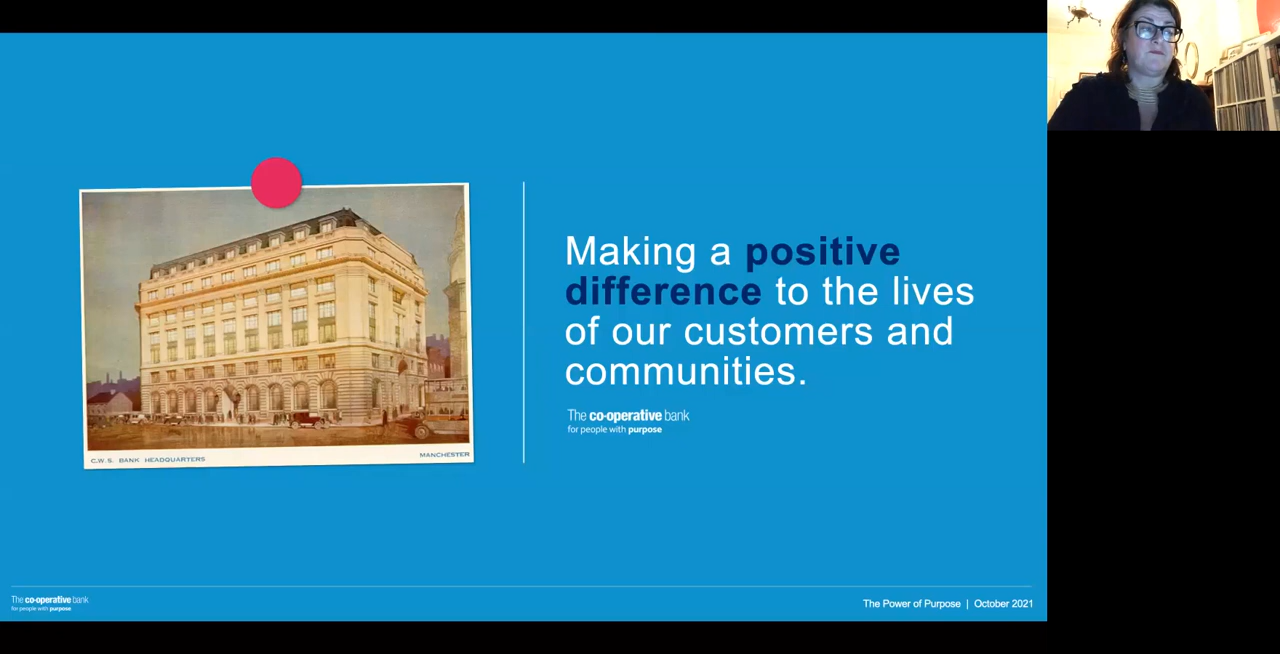 Making a positive
difference to the lives
of our customers and
communities.
The co-operative bank
for people with purpose
C.W.S. BANK HEADQUARTERS
MANCHESTER
The co-operative bank
for people with purpose
The Power of Purpose | October 2021